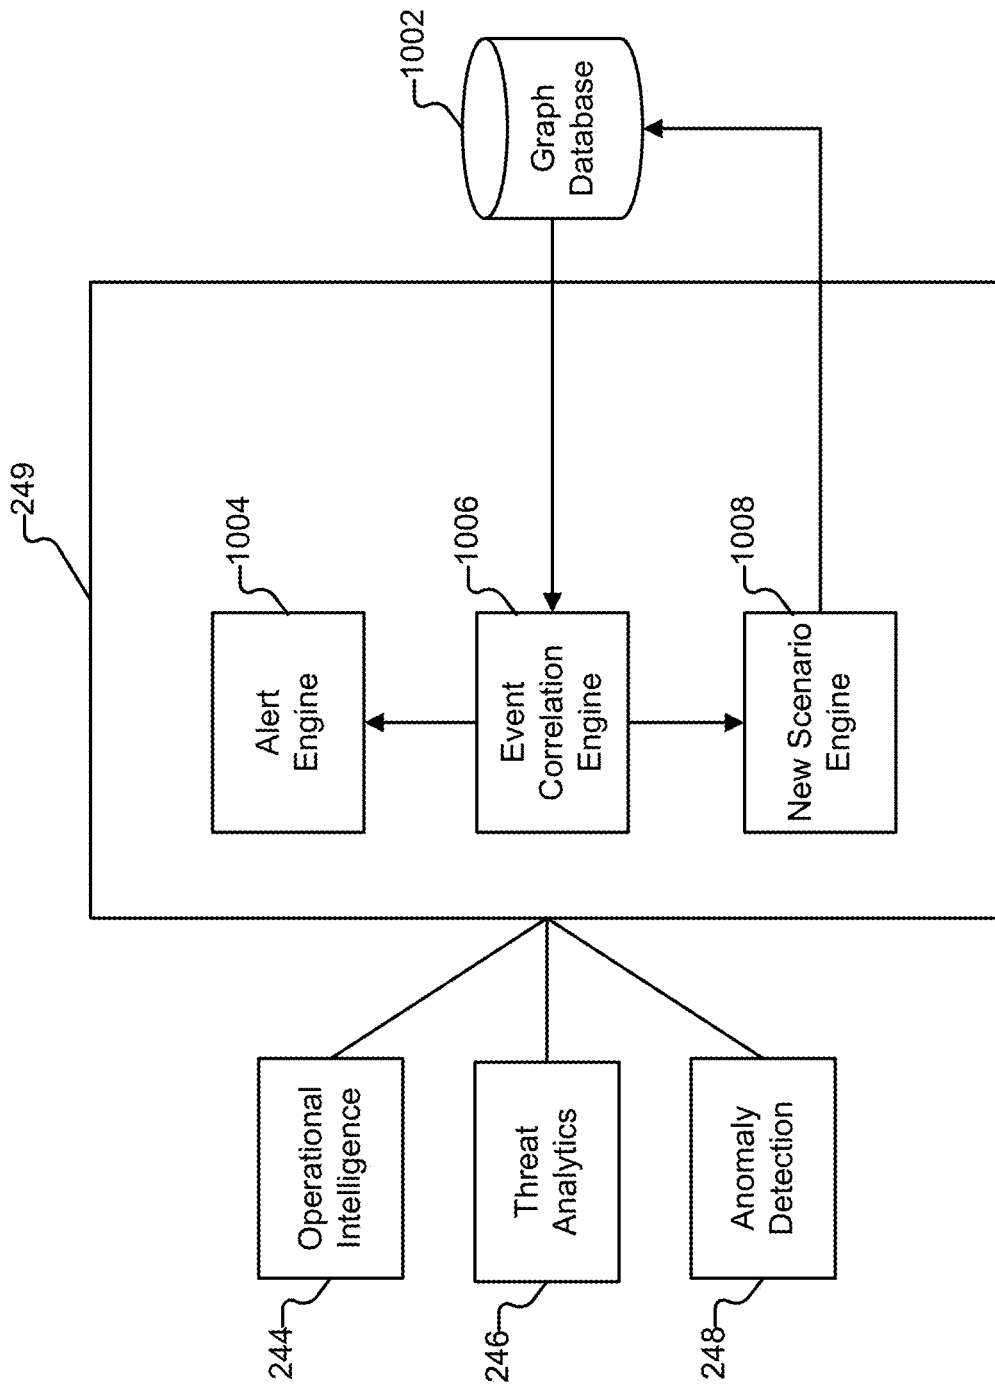 249
244
Operational
Intelligence
246
Threat
Analytics
248
Anomaly
Detection
Alert
Engine
1004
Event
Correlation
Engine
1006
New Scenario
Engine
1008
Graph
Database
1002